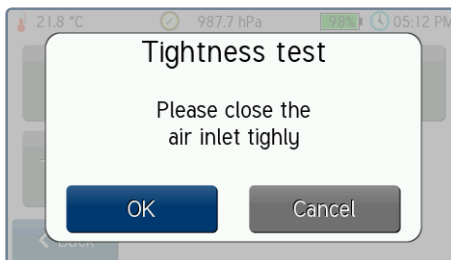 21.8 °C 987.7 hPa 98% 05:12 PM
Tightness test
Please close the
air inlet tighly
OK Cancel
Back